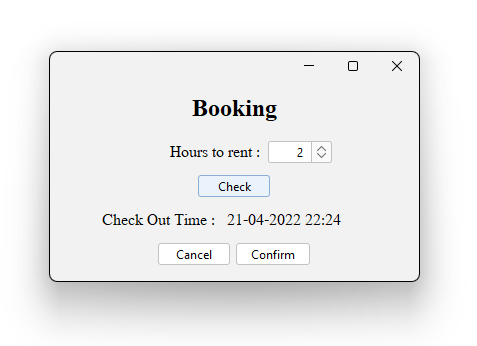 Booking
Hours to rent : 2
Check
Check Out Time : 21-04-2022 22:24
Cancel Confirm